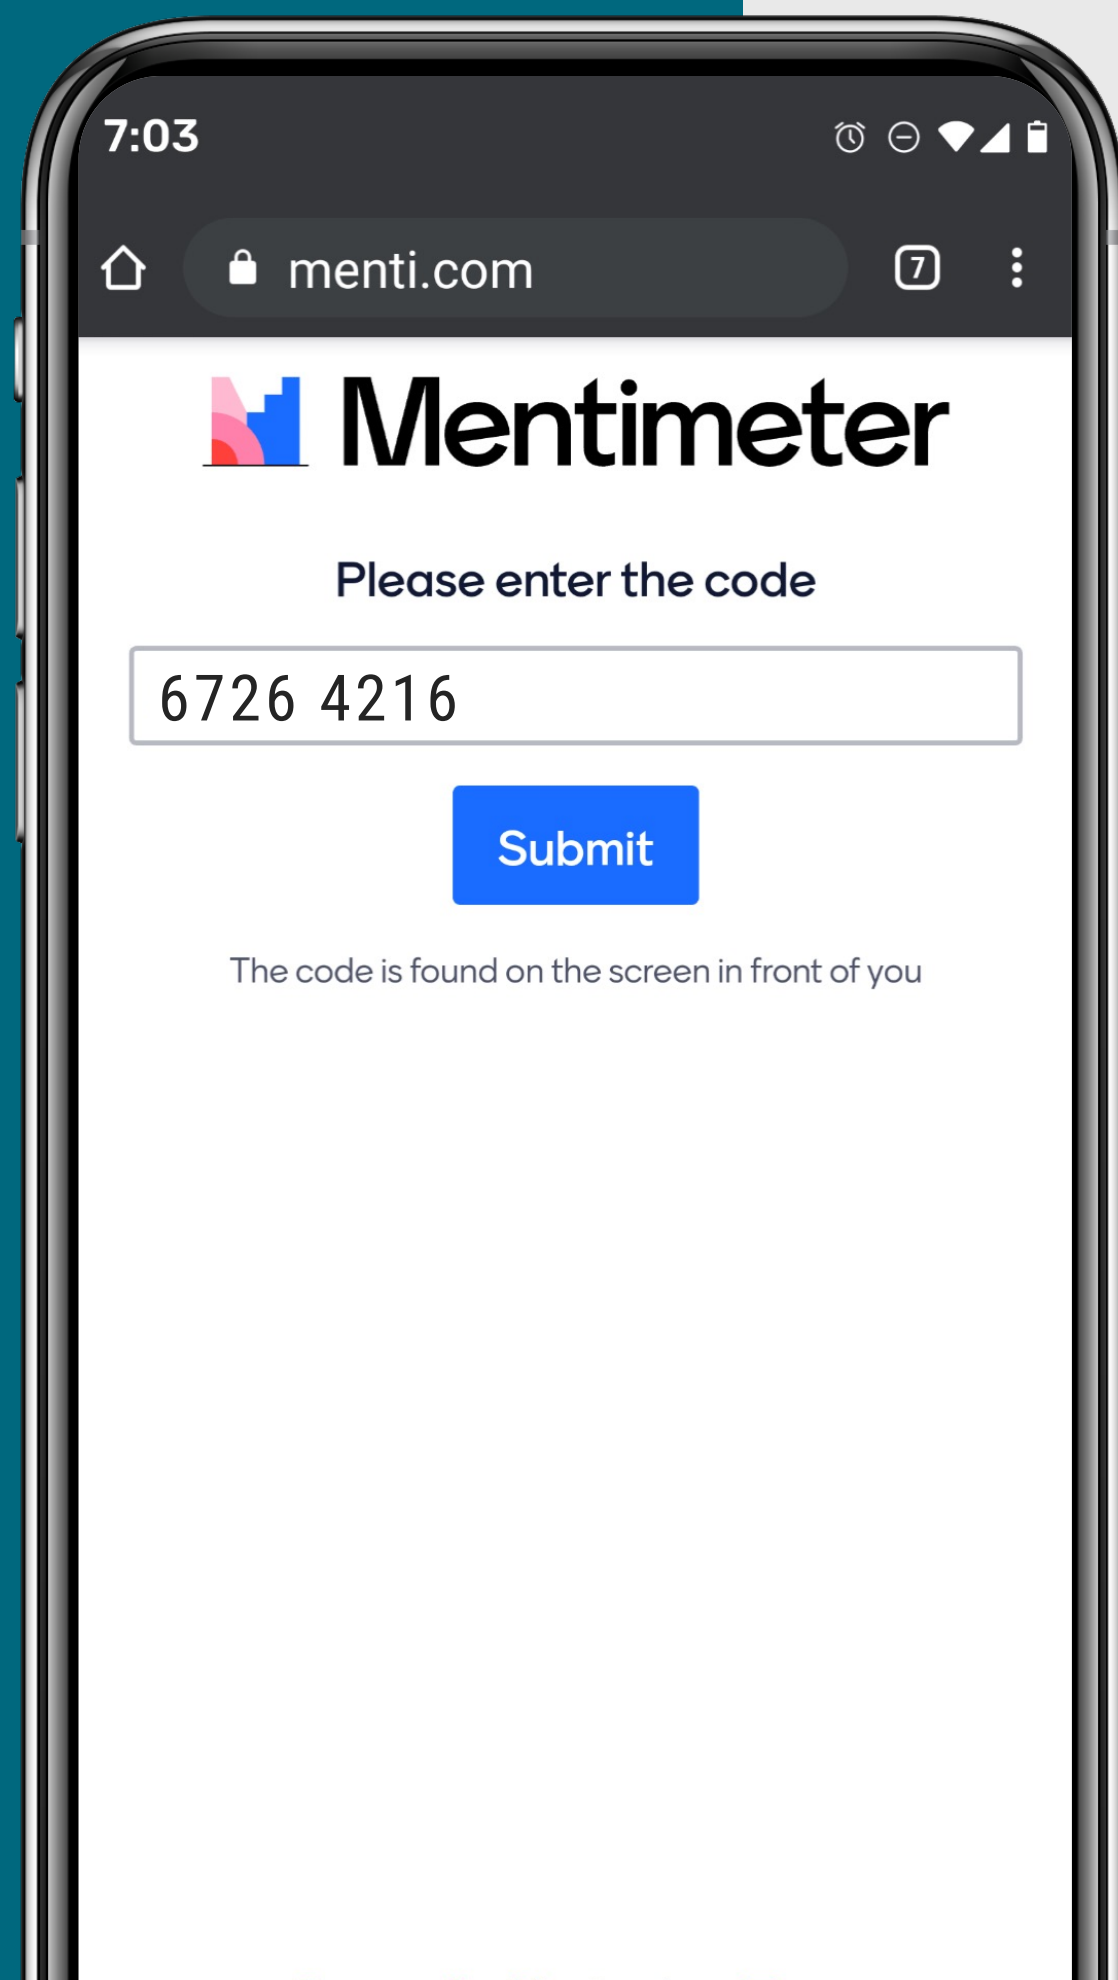 7:03
menti.com
7
Mentimeter
Please enter the code
6726 4216
Submit
The code is found on the screen in front of you